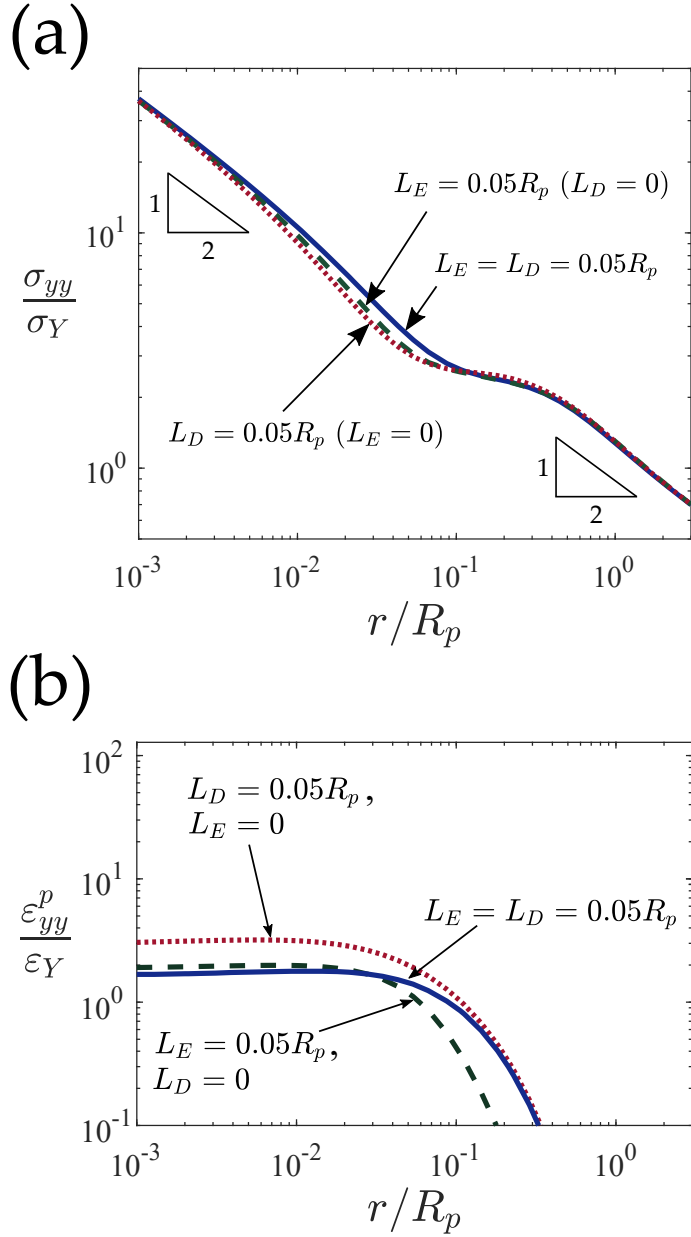 (a)
σ_yy/σ_Y
10^1
10^0
1
2
L_E = 0.05R_p (L_D = 0)
L_E = L_D = 0.05R_p
L_D = 0.05R_p (L_E = 0)
1
2
10^-3 10^-2 10^-1 10^0
r/R_p
(b)
ε^p_yy/ε_Y
10^2
10^1
10^0
10^-1
L_D = 0.05R_p,
L_E = 0
L_E = L_D = 0.05R_p
L_E = 0.05R_p,
L_D = 0
10^-3 10^-2 10^-1 10^0
r/R_p